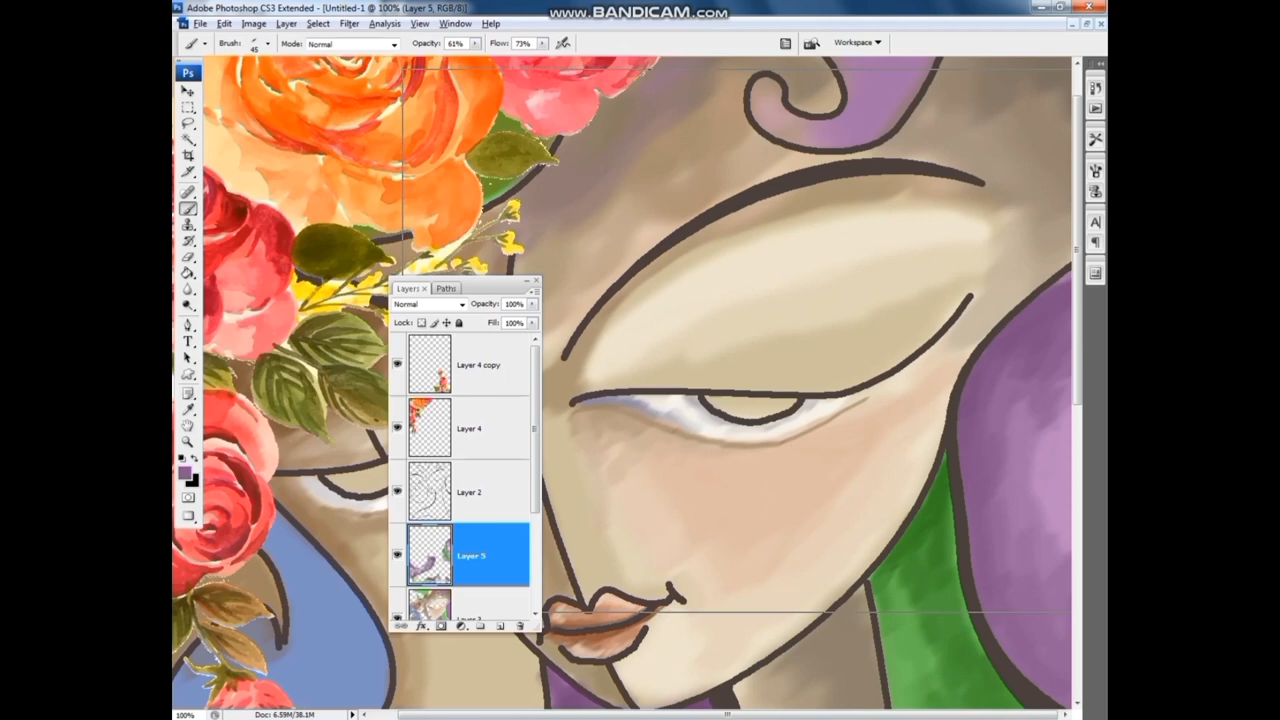 Adobe Photoshop CS3 Extended - [Untitled-1 @ 100% (Layer 5, RGB/8)]
www.BANDICAM.com
File Edit Image Layer Select Filter Analysis View Window Help
Brush: 45 Mode: Normal Opacity: 61% Flow: 73% Workspace
Ps
Layers Paths
Normal Opacity: 100%
Lock: Fill: 100%
Layer 4 copy
Layer 4
Layer 2
Layer 5
100% Doc: 6.59M/38.1M